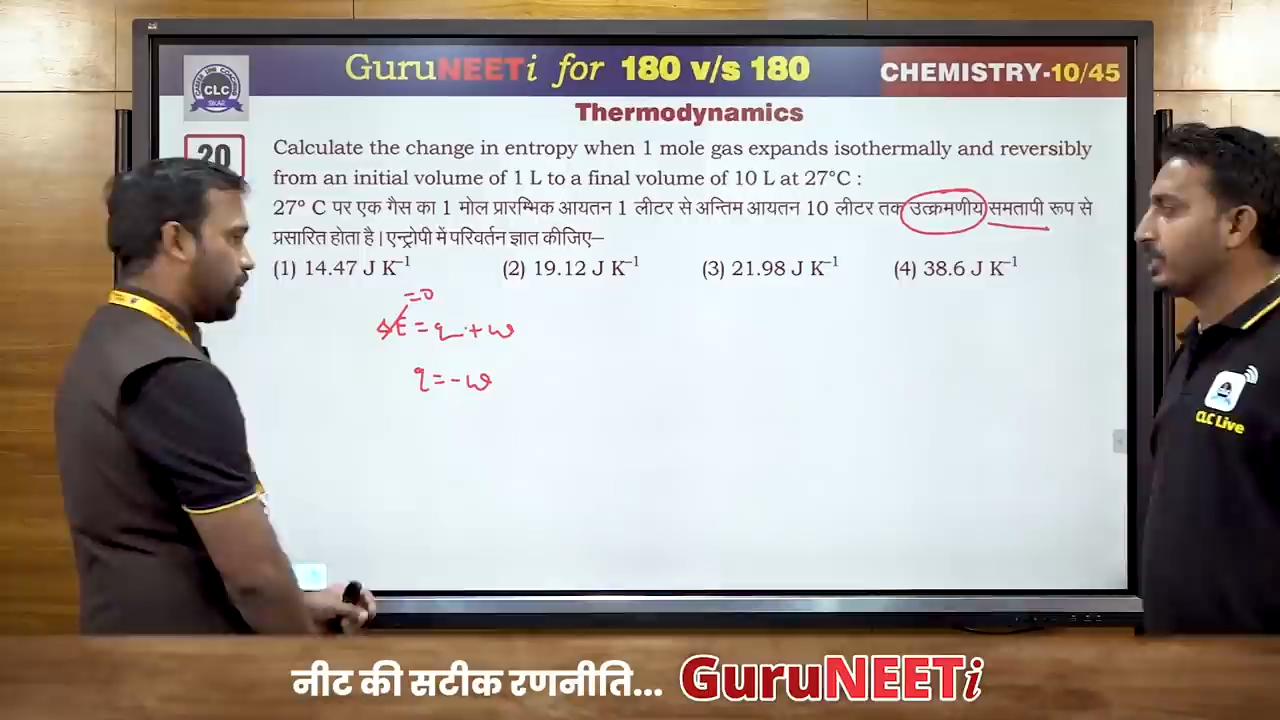 GuruNEETi for 180 v/s 180
CHEMISTRY-10/45
CLC
SIKAR
Thermodynamics
20
Calculate the change in entropy when 1 mole gas expands isothermally and reversibly
from an initial volume of 1 L to a final volume of 10 L at 27°C :
27° C पर एक गैस का 1 मोल प्रारम्भिक आयतन 1 लीटर से अन्तिम आयतन 10 लीटर तक उत्क्रमणीय समतापी रूप से
प्रसारित होता है। एन्ट्रोपी में परिवर्तन ज्ञात कीजिए–
(1) 14.47 J K⁻¹ (2) 19.12 J K⁻¹ (3) 21.98 J K⁻¹ (4) 38.6 J K⁻¹
=0
ΔE = q + w
q = -w
CLC Live
नीट की सटीक रणनीति... GuruNEETi